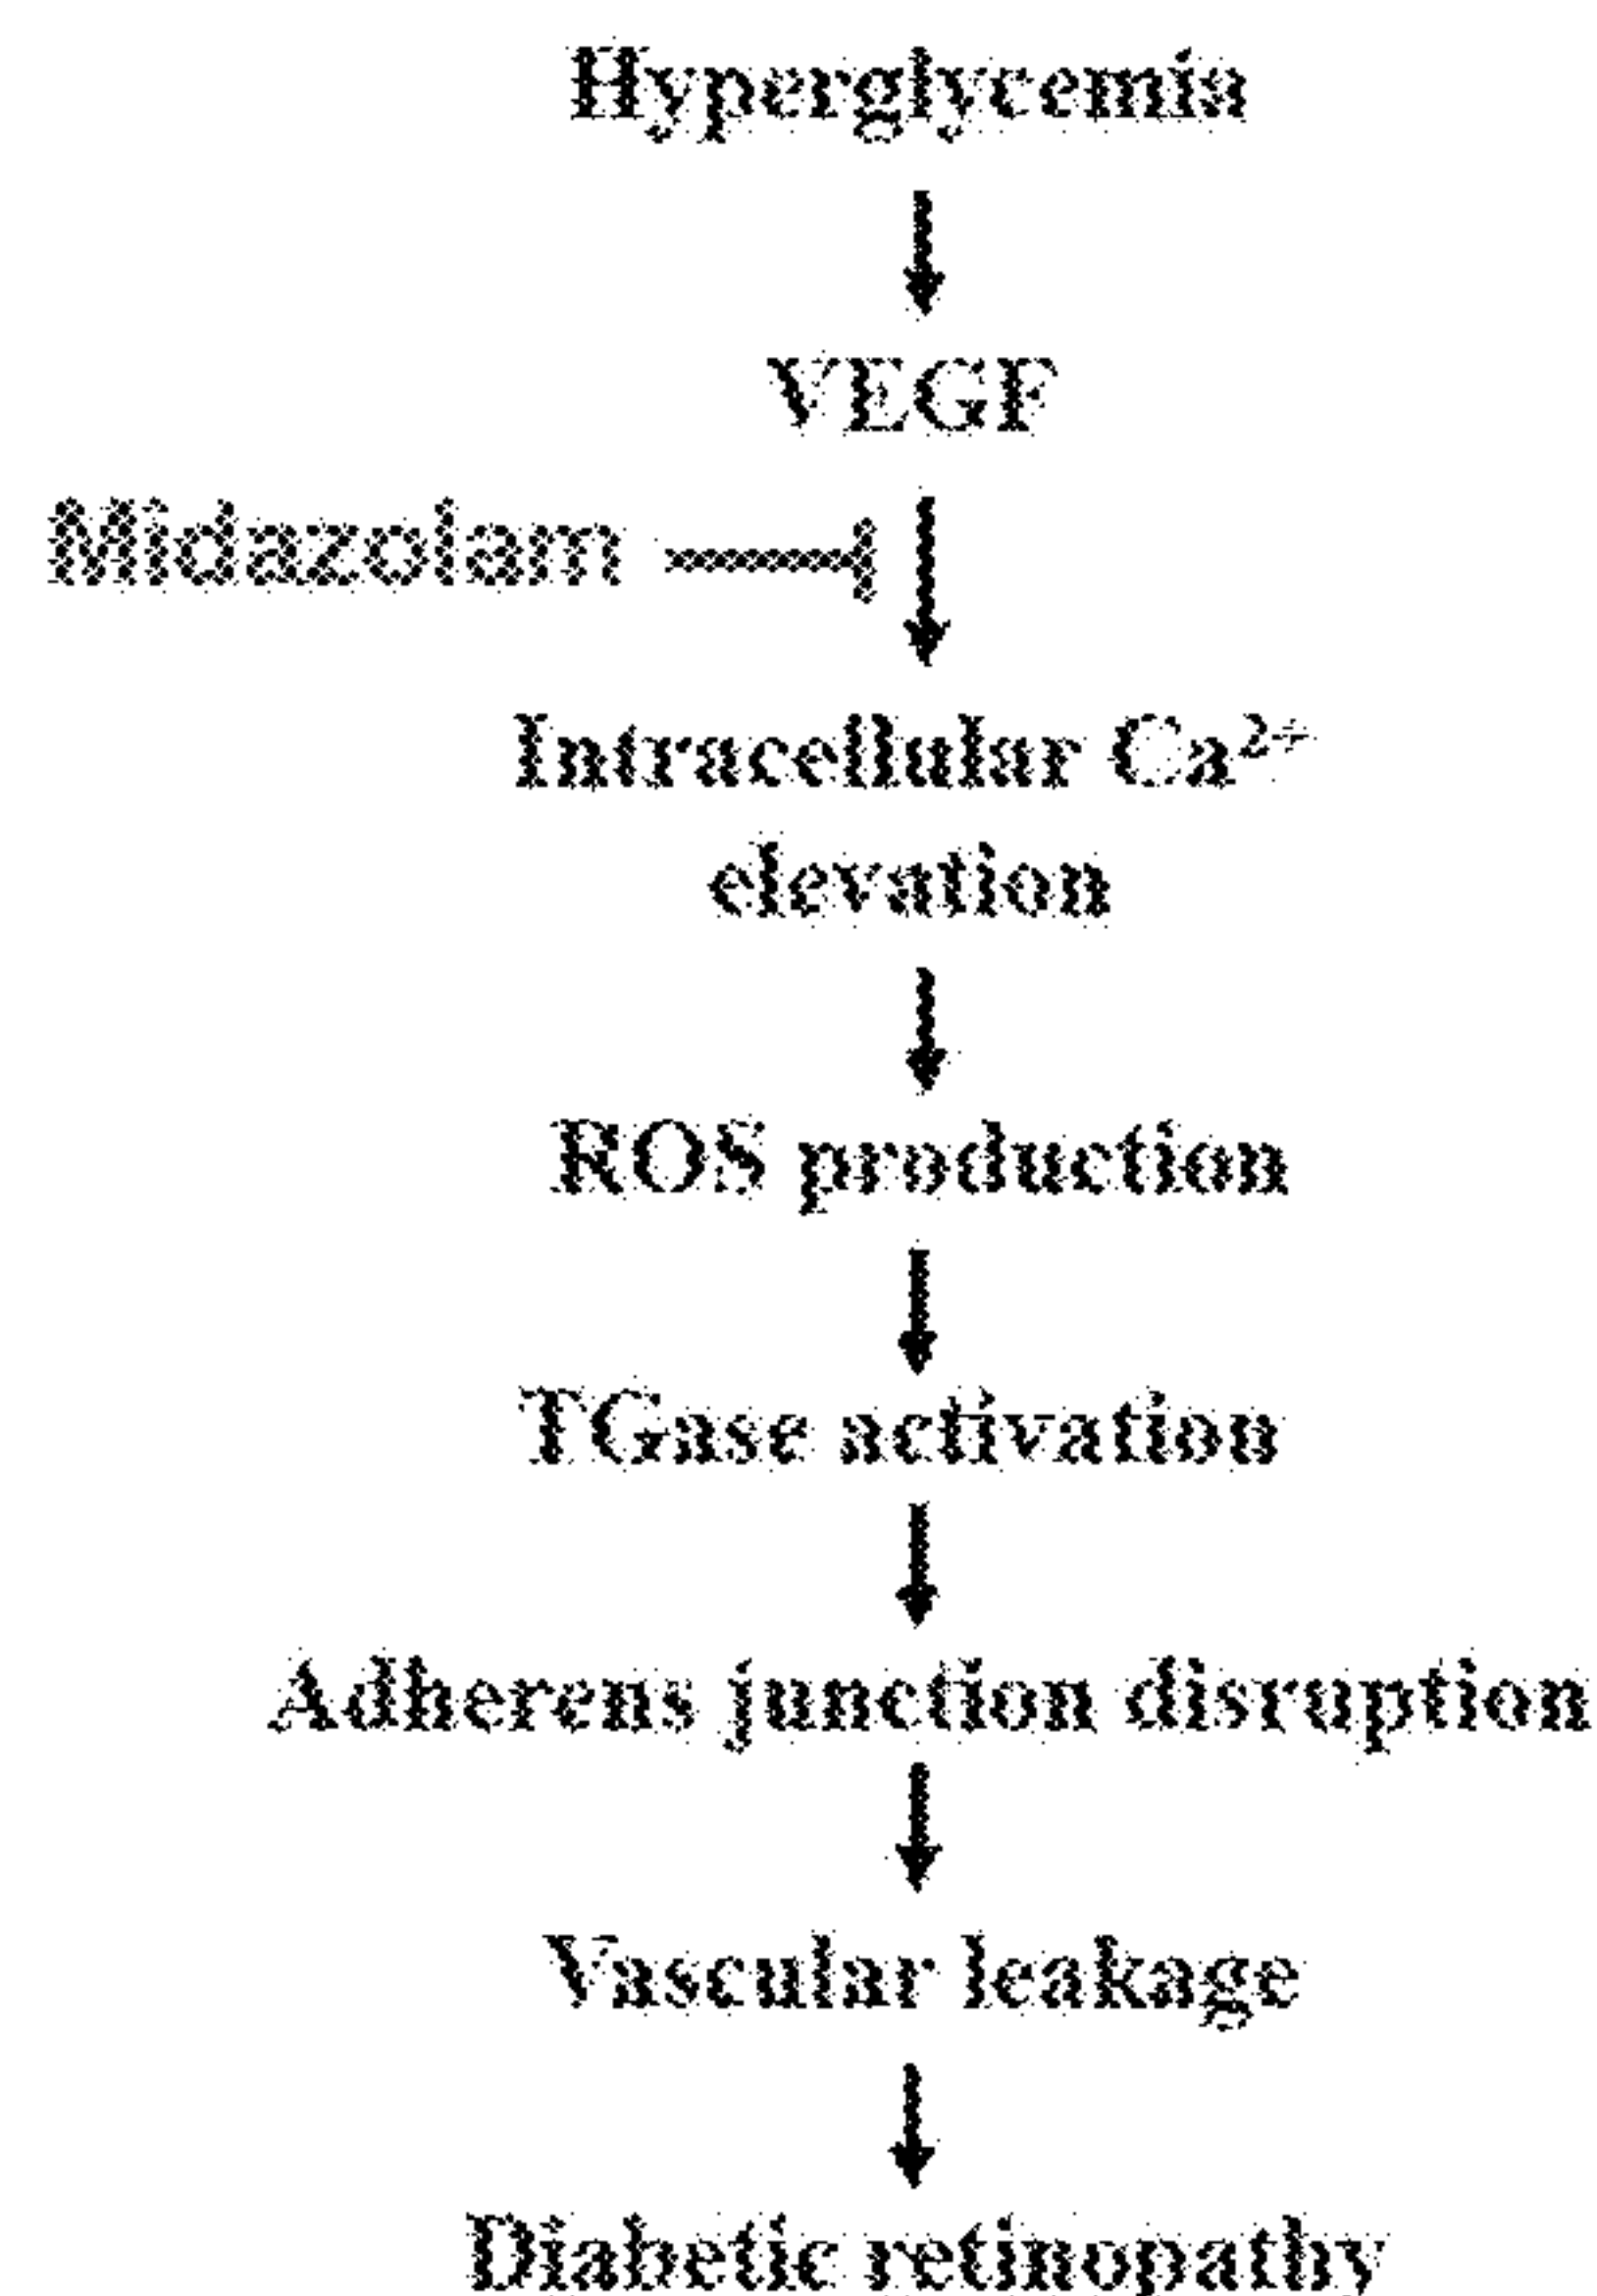 Hyperglycemia
VEGF
Midazolam
Intracellular Ca²⁺
elevation
ROS production
TGase activation
Adherens junction disruption
Vascular leakage
Diabetic retinopathy